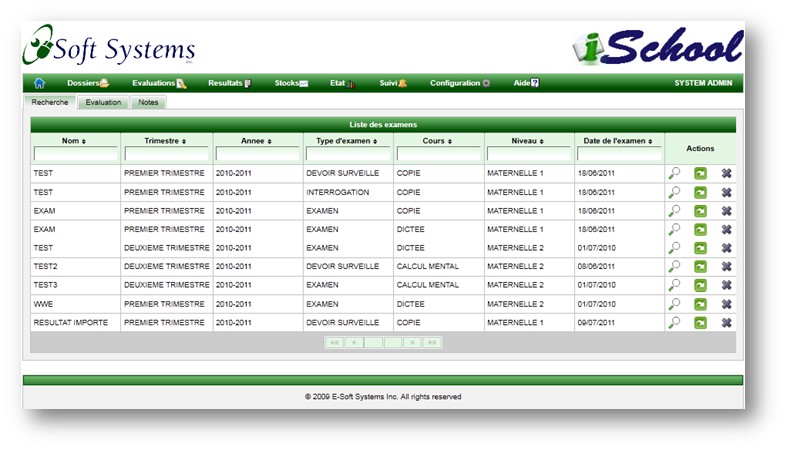 Soft Systems Inc.
iSchool
Dossiers Evaluations Resultats Stocks Etat Suivi Configuration Aide SYSTEM ADMIN
Recherche Evaluation Notes
Liste des examens
Nom Trimestre Annee Type d'examen Cours Niveau Date de l'examen Actions
TEST PREMIER TRIMESTRE 2010-2011 DEVOIR SURVEILLE COPIE MATERNELLE 1 18/06/2011
TEST PREMIER TRIMESTRE 2010-2011 INTERROGATION COPIE MATERNELLE 1 18/06/2011
EXAM PREMIER TRIMESTRE 2010-2011 EXAMEN COPIE MATERNELLE 1 18/06/2011
EXAM PREMIER TRIMESTRE 2010-2011 EXAMEN DICTEE MATERNELLE 1 18/06/2011
TEST DEUXIEME TRIMESTRE 2010-2011 EXAMEN DICTEE MATERNELLE 2 01/07/2010
TEST2 DEUXIEME TRIMESTRE 2010-2011 DEVOIR SURVEILLE CALCUL MENTAL MATERNELLE 2 08/06/2011
TEST3 DEUXIEME TRIMESTRE 2010-2011 EXAMEN CALCUL MENTAL MATERNELLE 2 01/07/2010
WWE PREMIER TRIMESTRE 2010-2011 EXAMEN DICTEE MATERNELLE 2 01/07/2010
RESULTAT IMPORTE PREMIER TRIMESTRE 2010-2011 DEVOIR SURVEILLE COPIE MATERNELLE 1 09/07/2011
«« « » »»
© 2009 E-Soft Systems Inc. All rights reserved